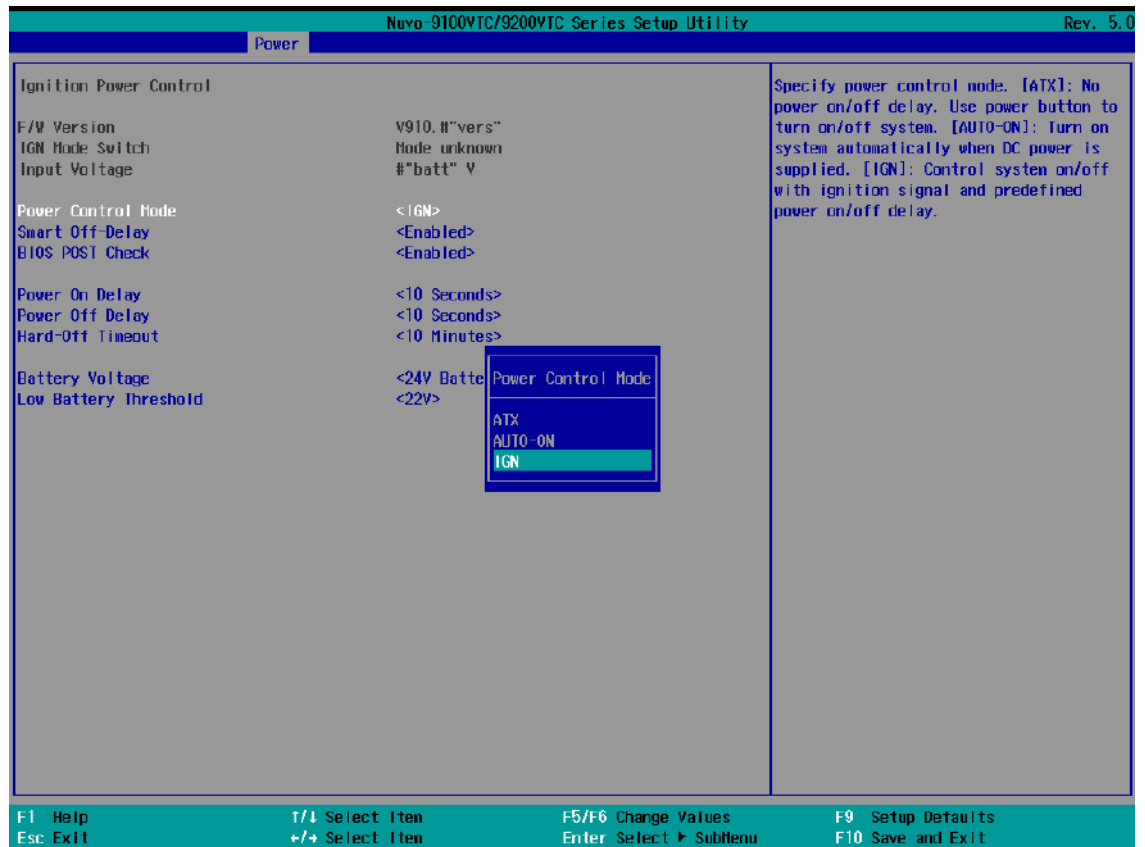 Nuvo-9100VTC/9200VTC Series Setup Utility Rev. 5.0
Power
Ignition Power Control
F/W Version V910.#"vers"
IGN Mode Switch Mode unknown
Input Voltage #"batt" V
Power Control Mode <IGN>
Smart Off-Delay <Enabled>
BIOS POST Check <Enabled>
Power On Delay <10 Seconds>
Power Off Delay <10 Seconds>
Hard-Off Timeout <10 Minutes>
Battery Voltage <24V Batte
Low Battery Threshold <22V>
Power Control Mode
ATX
AUTO-ON
IGN
Specify power control mode. [ATX]: No
power on/off delay. Use power button to
turn on/off system. [AUTO-ON]: Turn on
system automatically when DC power is
supplied. [IGN]: Control system on/off
with ignition signal and predefined
power on/off delay.
F1 Help ↑/↓ Select Item F5/F6 Change Values F9 Setup Defaults
Esc Exit ←/→ Select Item Enter Select ► SubMenu F10 Save and Exit